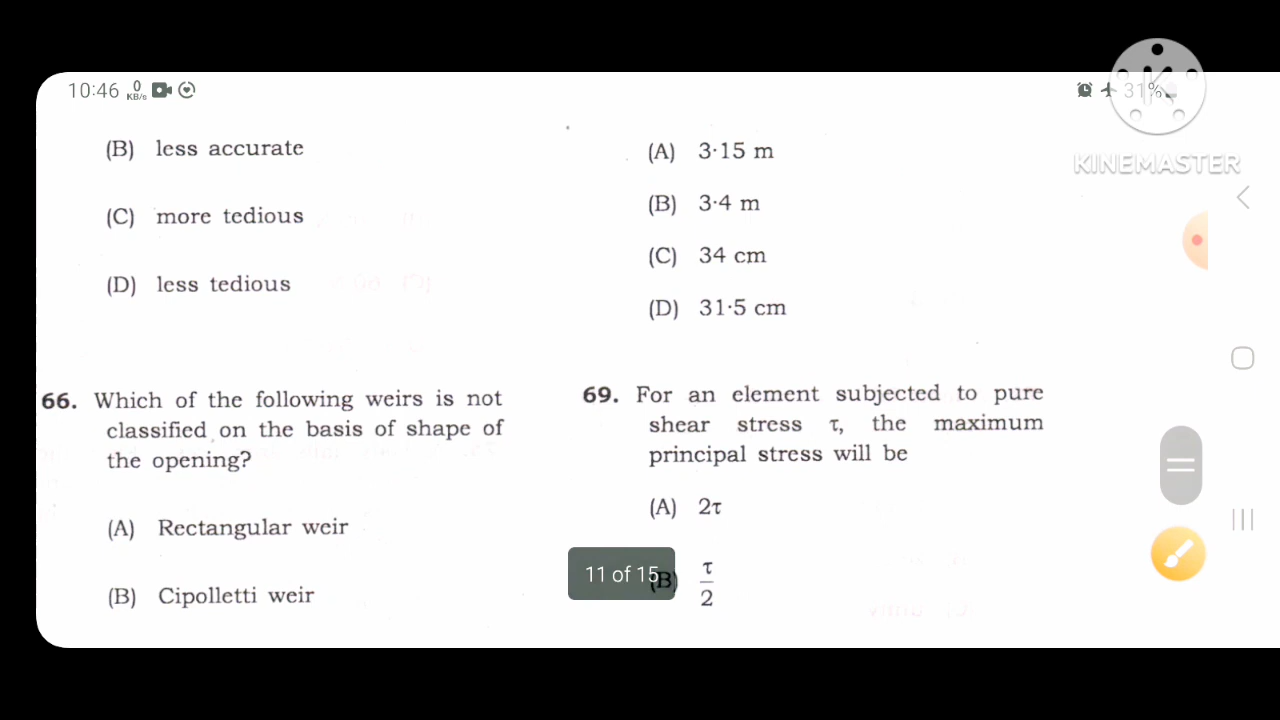 10:46 0 KB/s
31%
KINEMASTER
(B) less accurate
(C) more tedious
(D) less tedious
66. Which of the following weirs is not
classified on the basis of shape of
the opening?
(A) Rectangular weir
(B) Cipolletti weir
(A) 3·15 m
(B) 3·4 m
(C) 34 cm
(D) 31·5 cm
69. For an element subjected to pure
shear stress τ, the maximum
principal stress will be
(A) 2τ
(B) τ
2
11 of 15